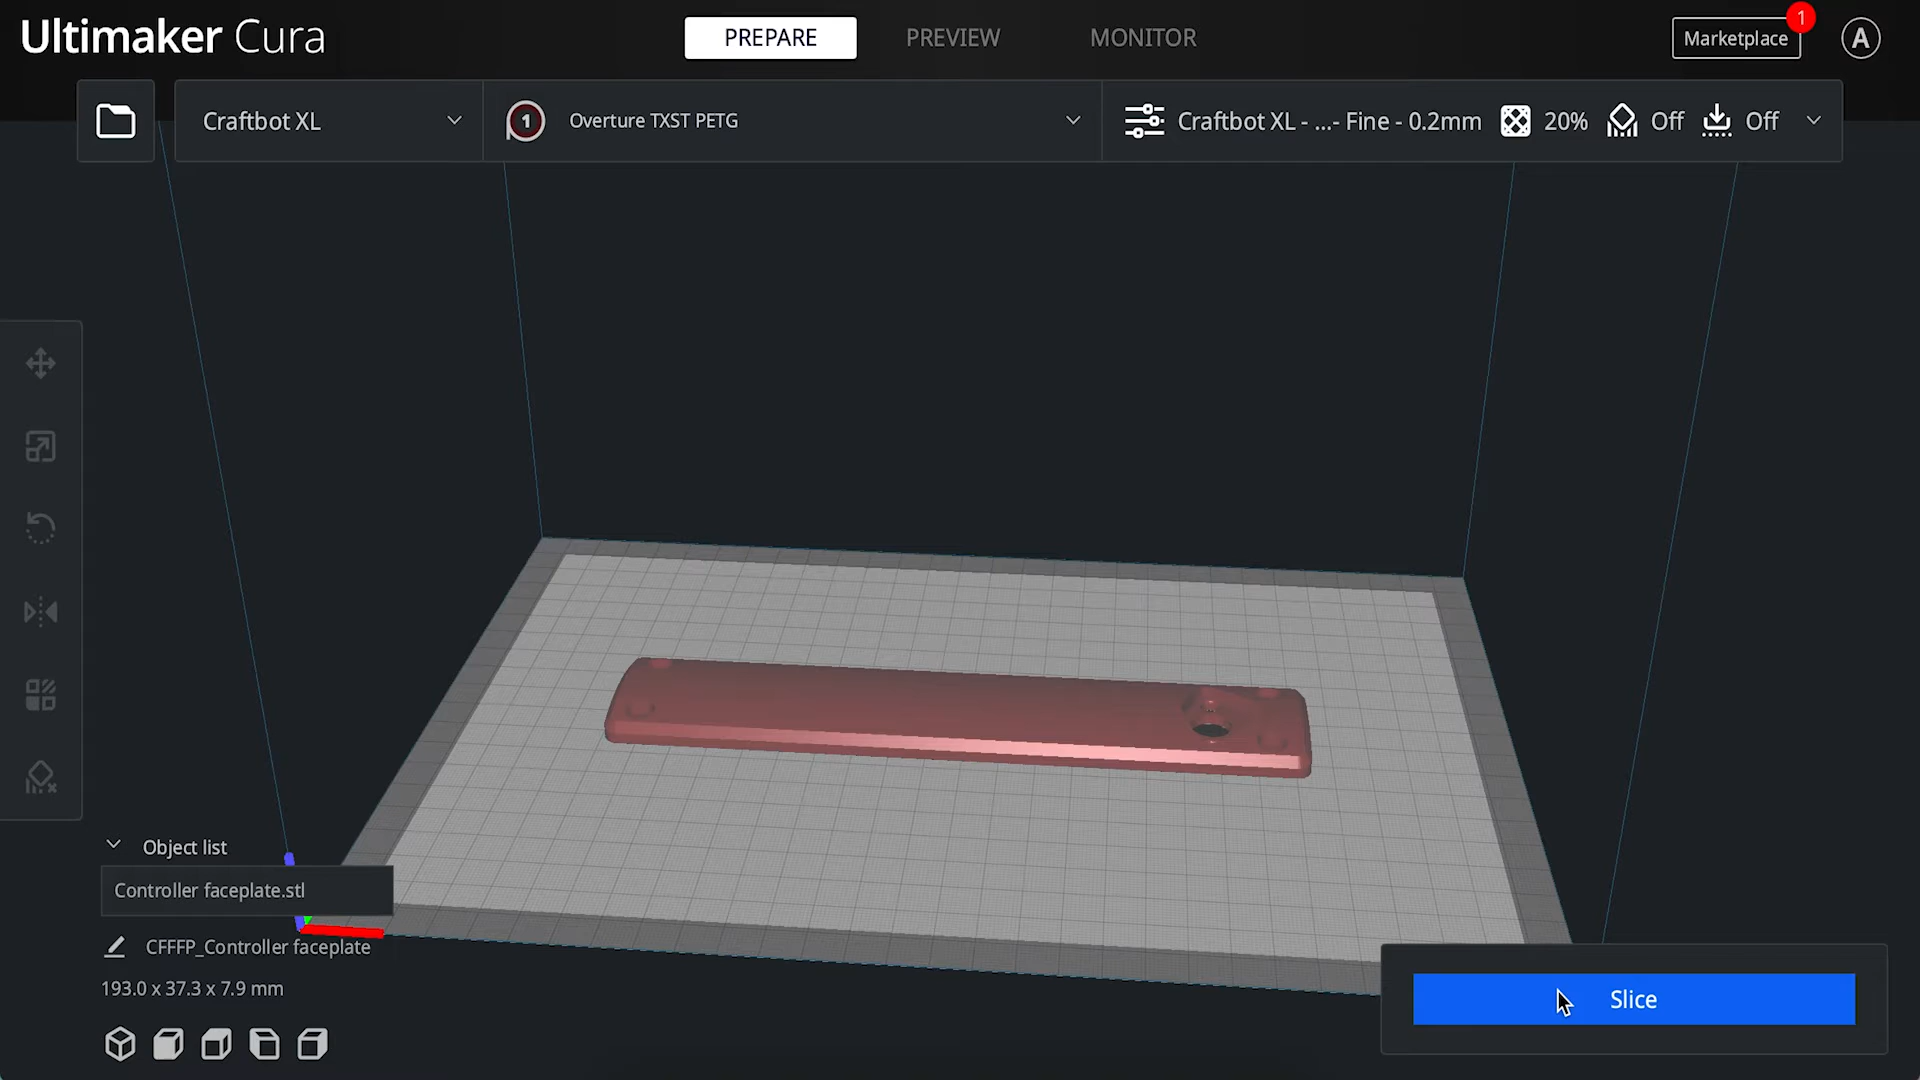 Ultimaker Cura
PREPARE
PREVIEW
MONITOR
Marketplace
1
A
Craftbot XL
1
Overture TXST PETG
Craftbot XL - ...- Fine - 0.2mm
20%
Off
Off
Object list
Controller faceplate.stl
CFFFP_Controller faceplate
193.0 x 37.3 x 7.9 mm
Slice